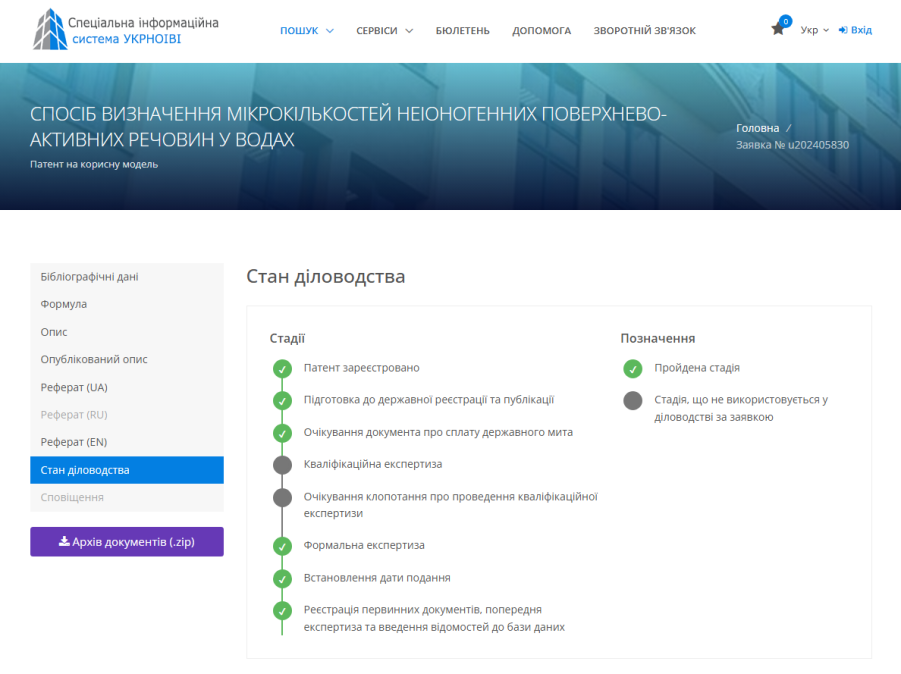 Спеціальна інформаційна
система УКРНОІВІ
ПОШУК
СЕРВІСИ
БЮЛЕТЕНЬ
ДОПОМОГА
ЗВОРОТНІЙ ЗВ'ЯЗОК
0
Укр
Вхід
СПОСІБ ВИЗНАЧЕННЯ МІКРОКІЛЬКОСТЕЙ НЕІОНОГЕННИХ ПОВЕРХНЕВО-
АКТИВНИХ РЕЧОВИН У ВОДАХ
Патент на корисну модель
Головна /
Заявка № u202405830
Бібліографічні дані
Формула
Опис
Опублікований опис
Реферат (UA)
Реферат (RU)
Реферат (EN)
Стан діловодства
Сповіщення
Архів документів (.zip)
Стан діловодства
Стадії
Патент зареєстровано
Підготовка до державної реєстрації та публікації
Очікування документа про сплату державного мита
Кваліфікаційна експертиза
Очікування клопотання про проведення кваліфікаційної
експертизи
Формальна експертиза
Встановлення дати подання
Реєстрація первинних документів, попередня
експертиза та введення відомостей до бази даних
Позначення
Пройдена стадія
Стадія, що не використовується у
діловодстві за заявкою